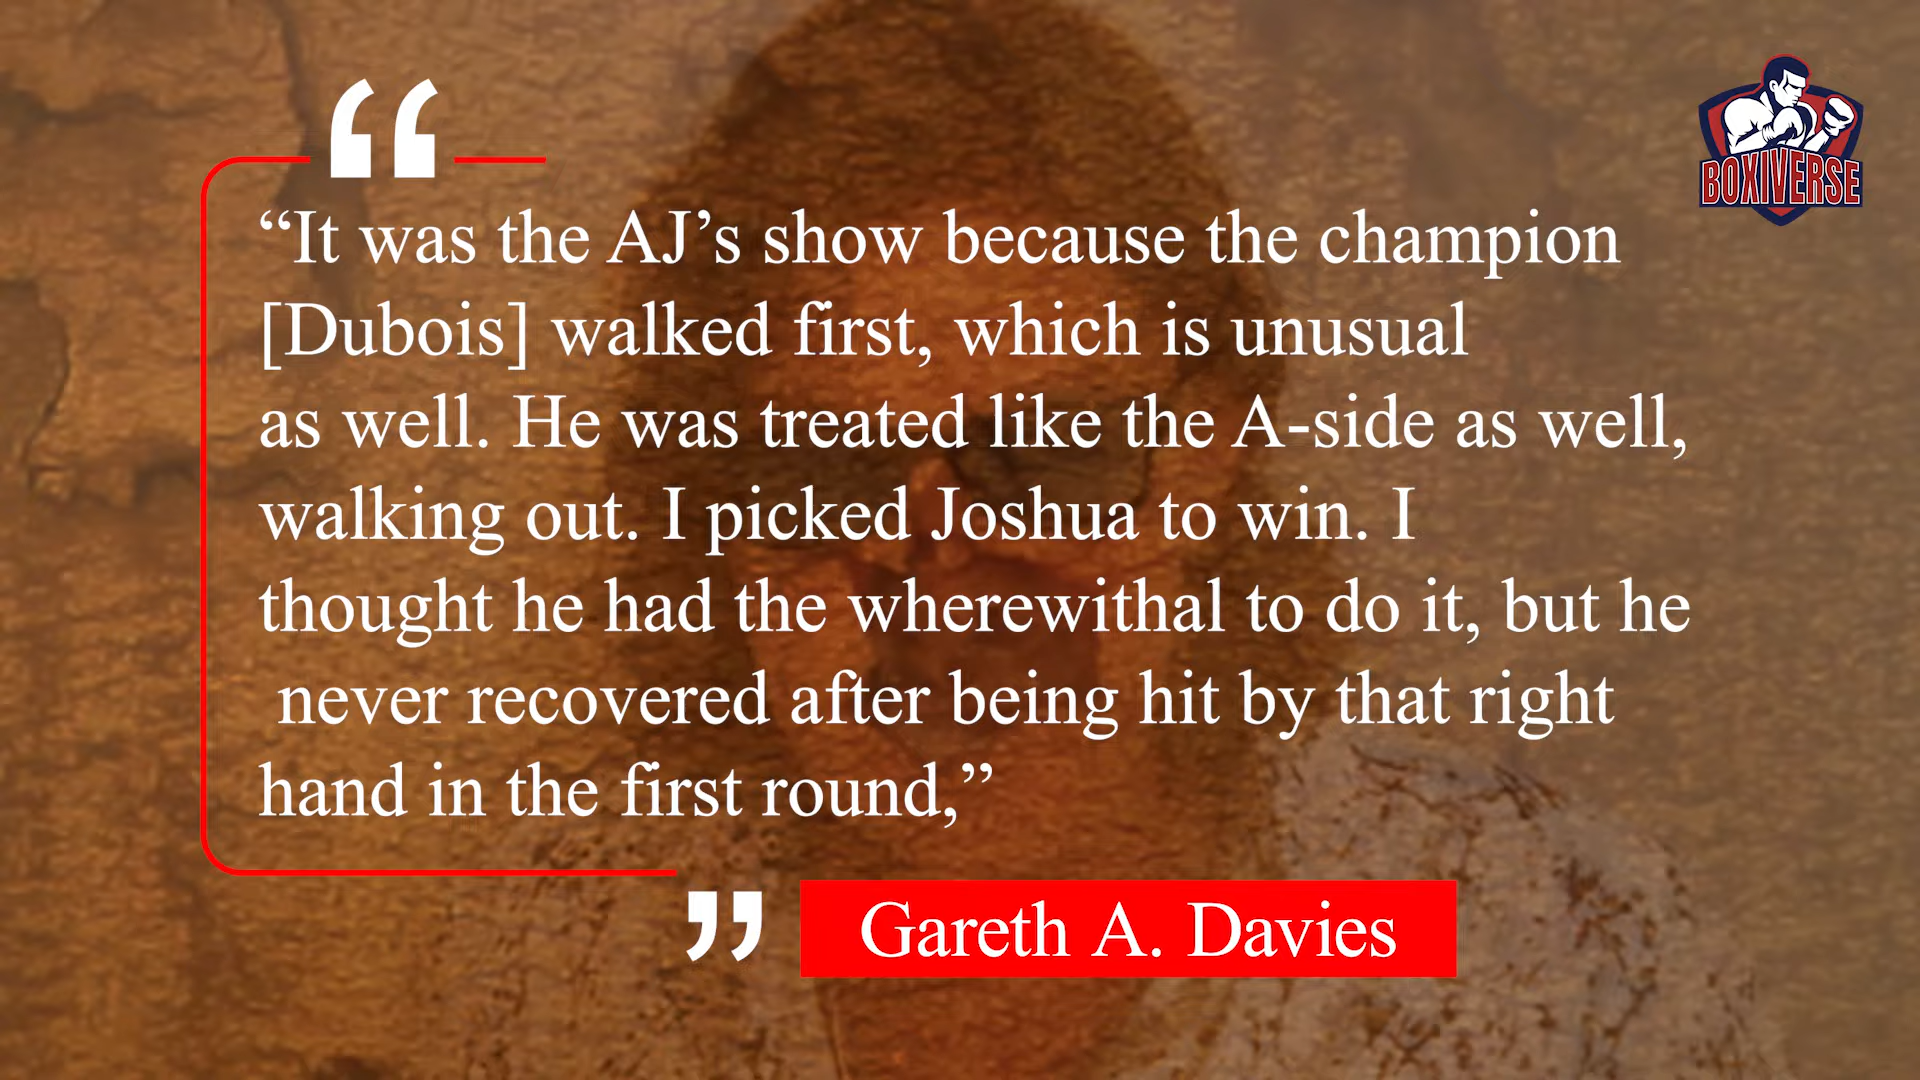 BOXIVERSE
“
“It was the AJ’s show because the champion
[Dubois] walked first, which is unusual
as well. He was treated like the A-side as well,
walking out. I picked Joshua to win. I
thought he had the wherewithal to do it, but he
never recovered after being hit by that right
hand in the first round,”
”
Gareth A. Davies